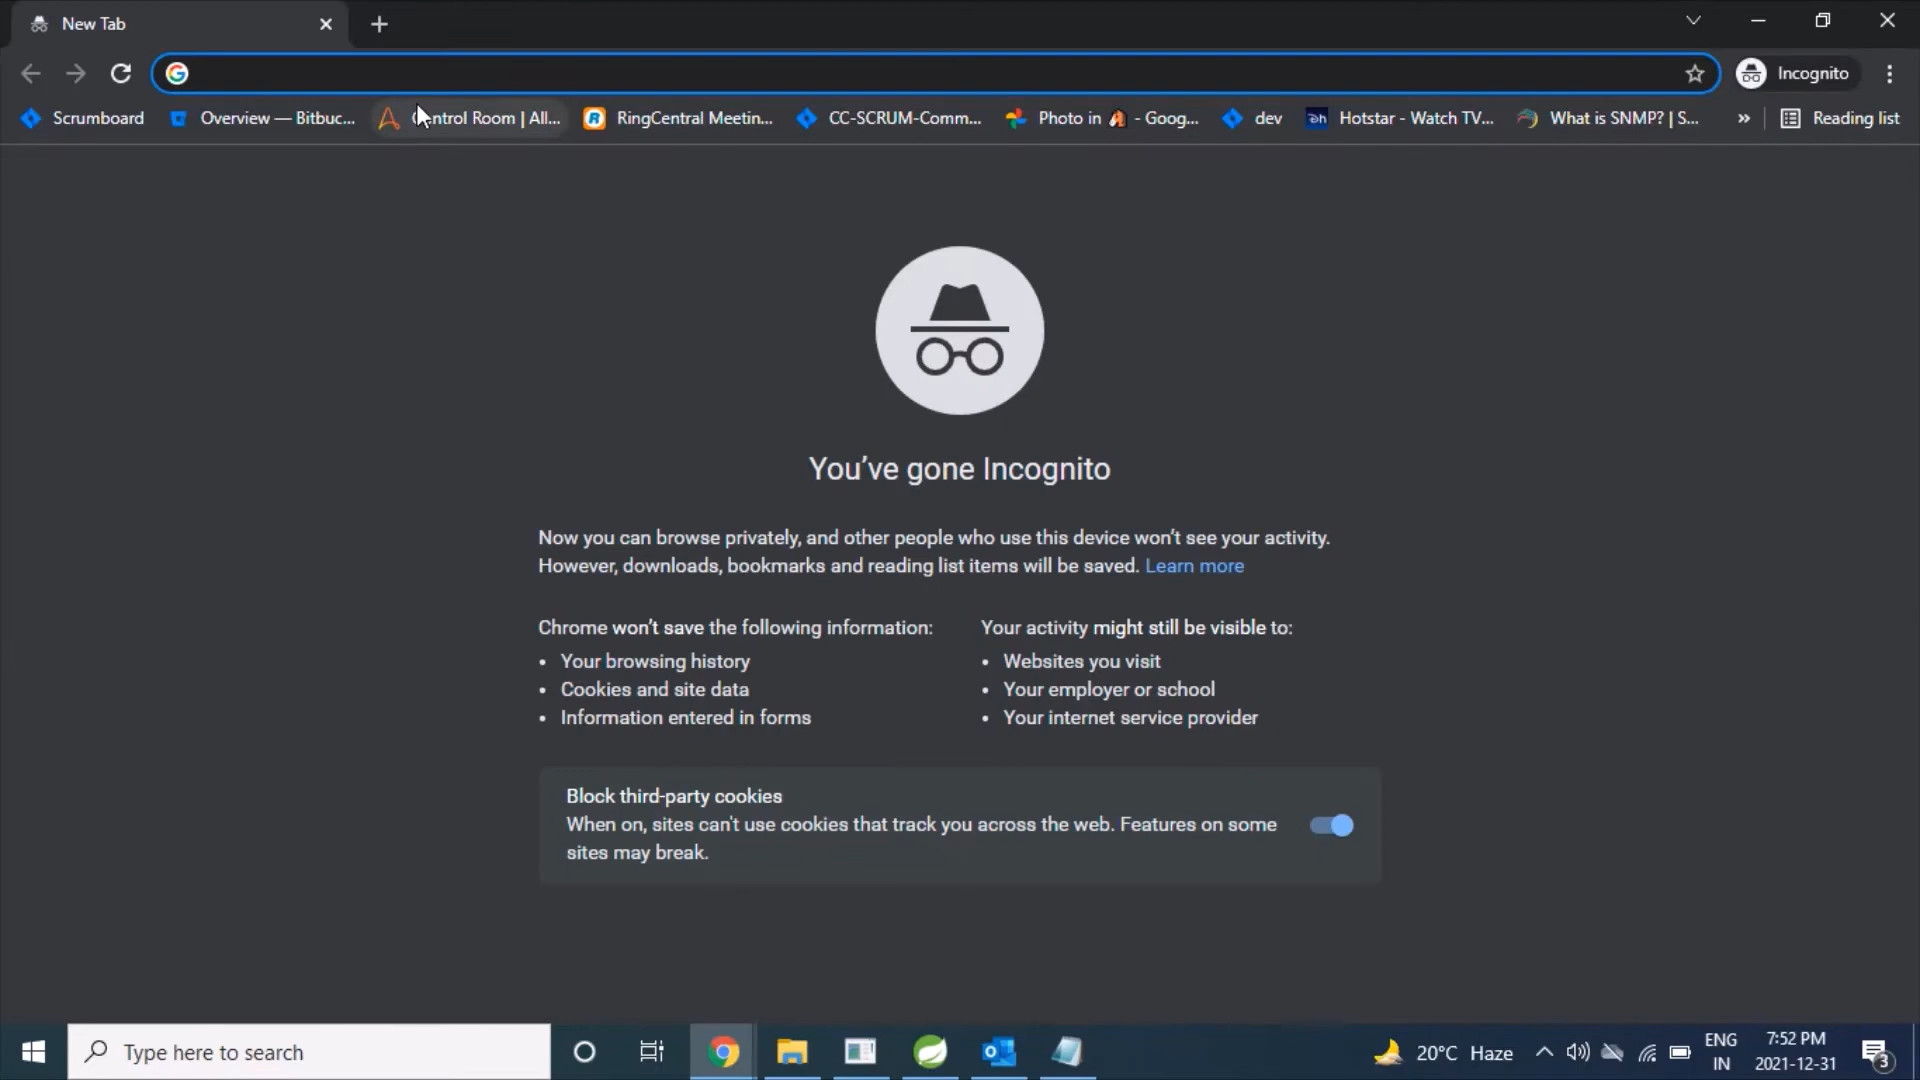 New Tab
Incognito
Scrumboard
Overview — Bitbuc...
ntrol Room | All...
RingCentral Meetin...
CC-SCRUM-Comm...
Photo in - Goog...
dev
Hotstar - Watch TV...
What is SNMP? | S...
»
Reading list
You’ve gone Incognito
Now you can browse privately, and other people who use this device won’t see your activity.
However, downloads, bookmarks and reading list items will be saved. Learn more
Chrome won’t save the following information:
• Your browsing history
• Cookies and site data
• Information entered in forms
Your activity might still be visible to:
• Websites you visit
• Your employer or school
• Your internet service provider
Block third-party cookies
When on, sites can't use cookies that track you across the web. Features on some
sites may break.
Type here to search
20°C Haze
ENG
IN
7:52 PM
2021-12-31
3